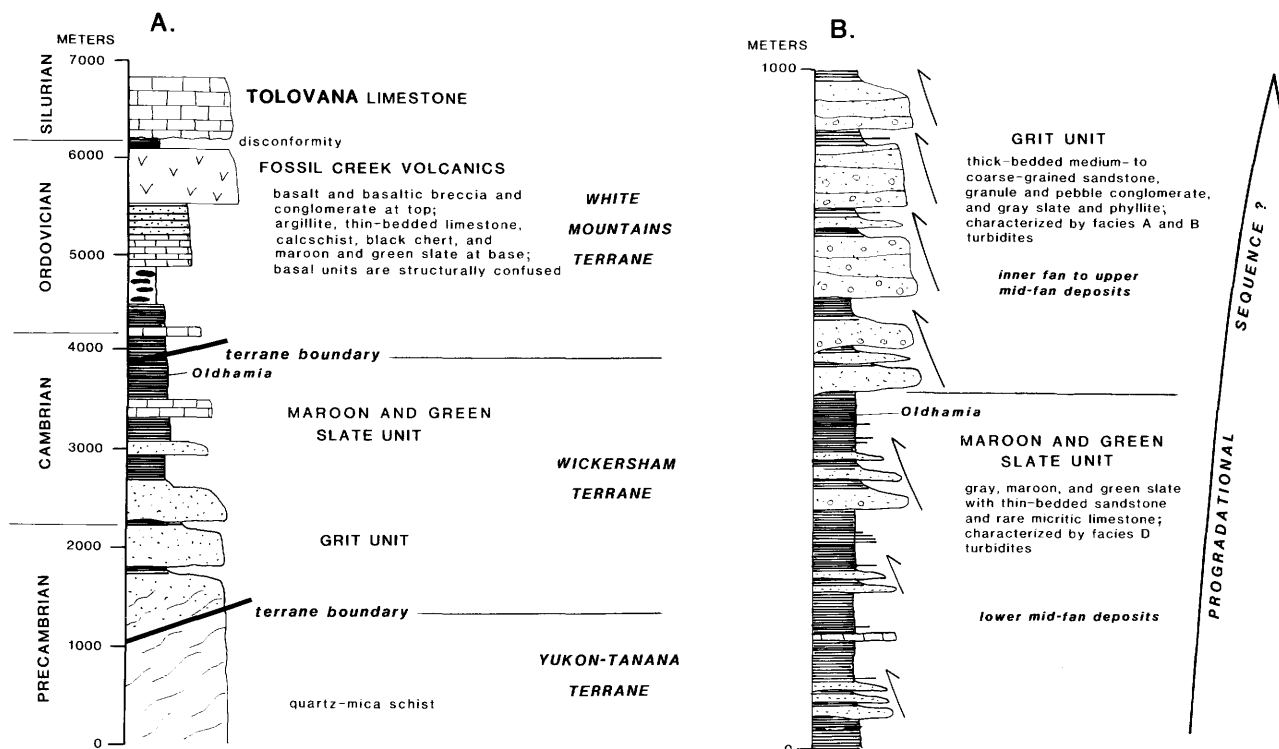 A.
METERS
7000
6000
5000
4000
3000
2000
1000
0
SILURIAN
ORDOVICIAN
CAMBRIAN
PRECAMBRIAN
TOLOVANA LIMESTONE
disconformity
FOSSIL CREEK VOLCANICS
basalt and basaltic breccia and
conglomerate at top;
argillite, thin-bedded limestone,
calcschist, black chert, and
maroon and green slate at base;
basal units are structurally confused
WHITE
MOUNTAINS
TERRANE
terrane boundary
Oldhamia
MAROON AND GREEN
SLATE UNIT
WICKERSHAM
TERRANE
GRIT UNIT
terrane boundary
YUKON-TANANA
TERRANE
quartz-mica schist
B.
METERS
1000
0
GRIT UNIT
thick-bedded medium- to
coarse-grained sandstone,
granule and pebble conglomerate,
and gray slate and phyllite;
characterized by facies A and B
turbidites
inner fan to upper
mid-fan deposits
Oldhamia
MAROON AND GREEN
SLATE UNIT
gray, maroon, and green slate
with thin-bedded sandstone
and rare micritic limestone;
characterized by facies D
turbidites
lower mid-fan deposits
PROGRADATIONAL SEQUENCE ?